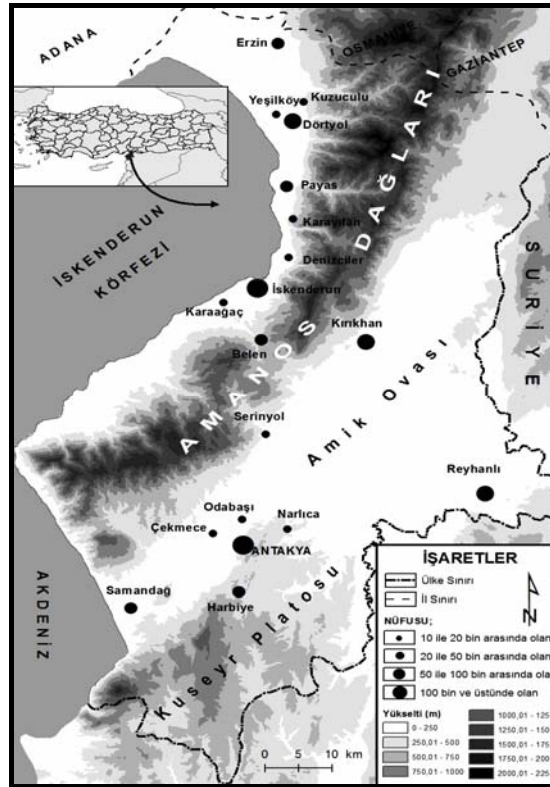 ADANA
Erzin
OSMANİYE
GAZİANTEP
Yeşilköy
Kuzuculu
Dörtyol
Payas
Karayılan
Denizciler
İSKENDERUN
KÖRFEZİ
İskenderun
Karaağaç
Belen
Kırıkhan
AMANOS DAĞLARI
SURİYE
Amik Ovası
Serinyol
Reyhanlı
Odabaşı
Narlıca
Çekmece
ANTAKYA
AKDENİZ
Samandağ
Harbiye
Kuseyr Platosu
0 5 10 km
İŞARETLER
Ülke Sınırı
İl Sınırı
N
NÜFUSU;
10 ile 20 bin arasında olan
20 ile 50 bin arasında olan
50 ile 100 bin arasında olan
100 bin ve üstünde olan
Yükselti (m)
0 - 250
250,01 - 500
500,01 - 750
750,01 - 1000
1000,01 - 125
1250,01 - 150
1500,01 - 175
1750,01 - 200
2000,01 - 225